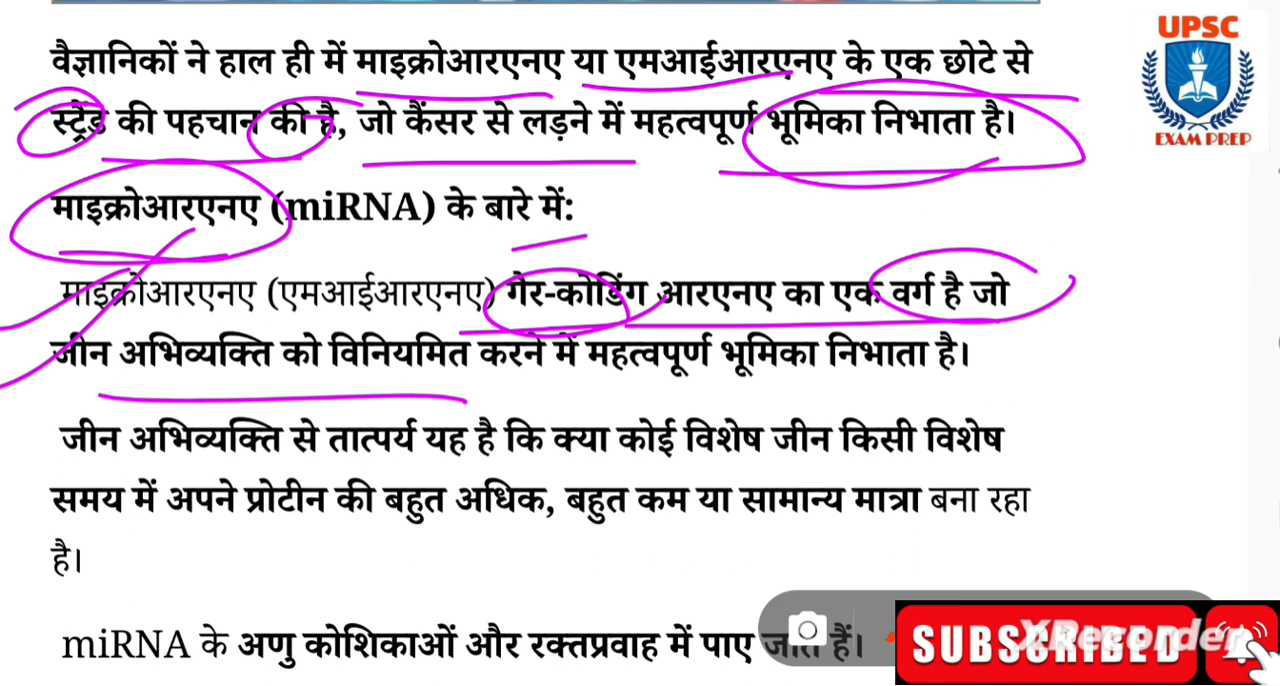 वैज्ञानिकों ने हाल ही में माइक्रोआरएनए या एमआईआरएनए के एक छोटे से
स्ट्रैंड की पहचान की है, जो कैंसर से लड़ने में महत्वपूर्ण भूमिका निभाता है।
माइक्रोआरएनए (miRNA) के बारे में:
माइक्रोआरएनए (एमआईआरएनए) गैर-कोडिंग आरएनए का एक वर्ग है जो
जीन अभिव्यक्ति को विनियमित करने में महत्वपूर्ण भूमिका निभाता है।
जीन अभिव्यक्ति से तात्पर्य यह है कि क्या कोई विशेष जीन किसी विशेष
समय में अपने प्रोटीन की बहुत अधिक, बहुत कम या सामान्य मात्रा बना रहा
है।
miRNA के अणु कोशिकाओं और रक्तप्रवाह में पाए जाते हैं।
UPSC
EXAM PREP
SUBSCRIBED
XRecorder